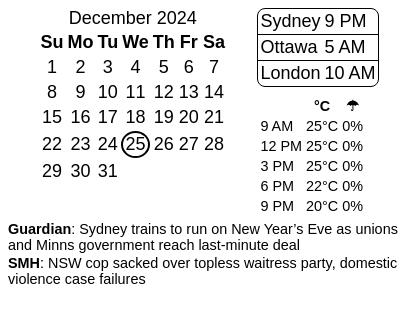 December 2024
Su Mo Tu We Th Fr Sa
1 2 3 4 5 6 7
8 9 10 11 12 13 14
15 16 17 18 19 20 21
22 23 24 25 26 27 28
29 30 31
Sydney 9 PM
Ottawa 5 AM
London 10 AM
°C ☂
9 AM 25°C 0%
12 PM 25°C 0%
3 PM 25°C 0%
6 PM 22°C 0%
9 PM 20°C 0%
Guardian: Sydney trains to run on New Year’s Eve as unions
and Minns government reach last-minute deal
SMH: NSW cop sacked over topless waitress party, domestic
violence case failures